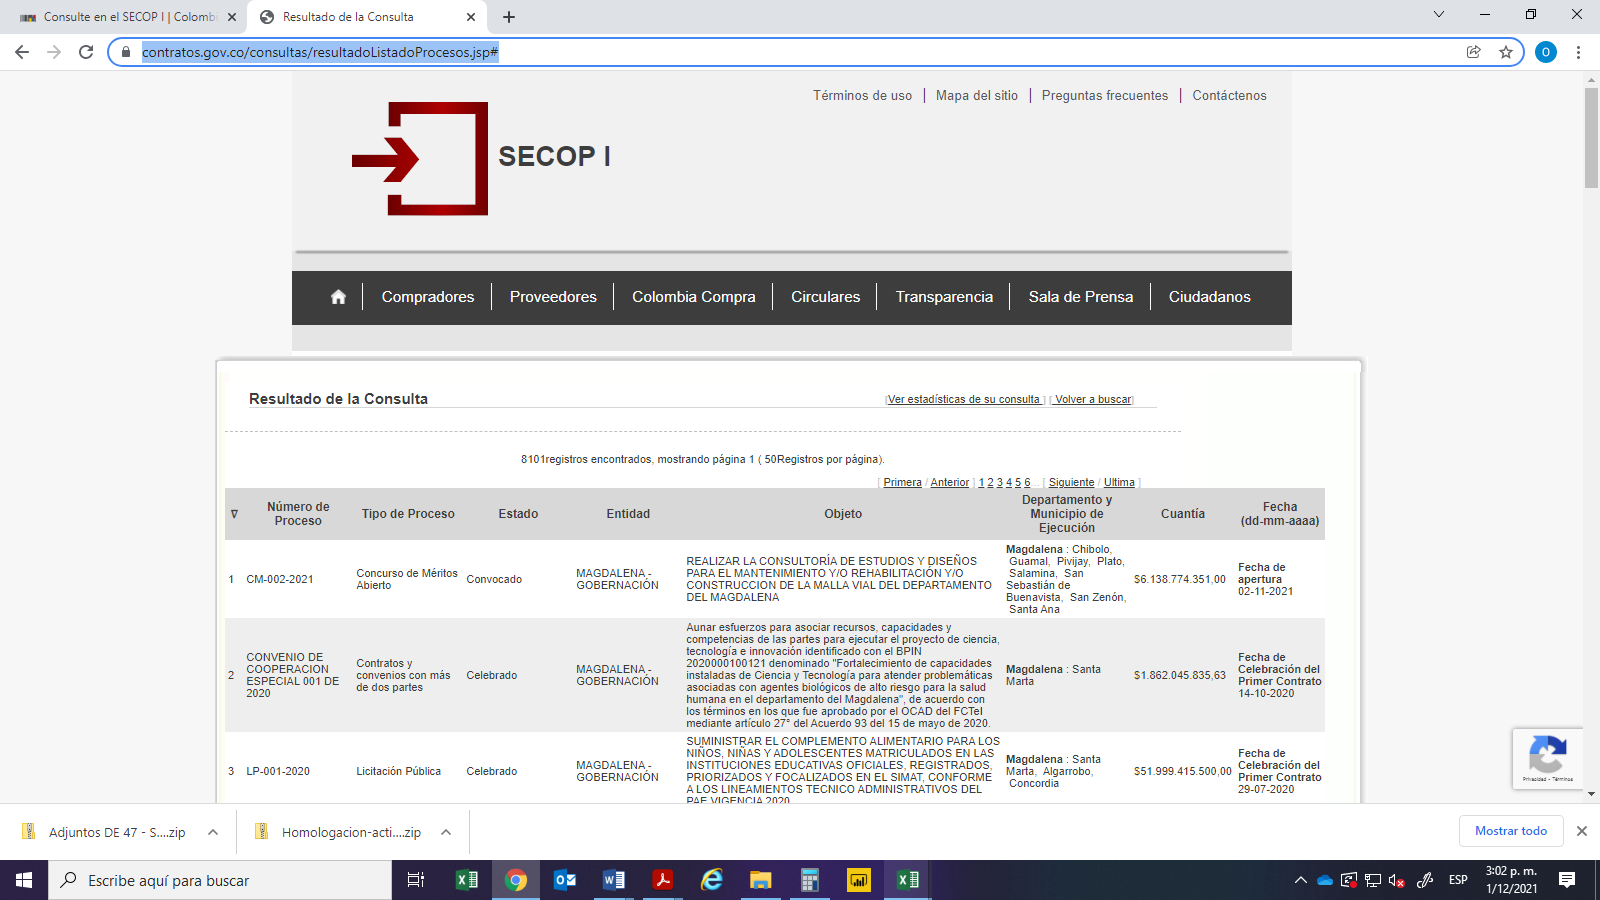 Consulte en el SECOP I | Colombi
Resultado de la Consulta
contratos.gov.co/consultas/resultadoListadoProcesos.jsp#
O
Términos de uso | Mapa del sitio | Preguntas frecuentes | Contáctenos
SECOP I
Compradores | Proveedores | Colombia Compra | Circulares | Transparencia | Sala de Prensa | Ciudadanos
Resultado de la Consulta
[Ver estadísticas de su consulta ] [ Volver a buscar]
8101registros encontrados, mostrando página 1 ( 50Registros por página).
[ Primera / Anterior ] 1 2 3 4 5 6 ... [ Siguiente / Ultima ]
Número de
Proceso
Tipo de Proceso
Estado
Entidad
Objeto
Departamento y
Municipio de
Ejecución
Cuantía
Fecha
(dd-mm-aaaa)
1
CM-002-2021
Concurso de Méritos
Abierto
Convocado
MAGDALENA -
GOBERNACIÓN
REALIZAR LA CONSULTORÍA DE ESTUDIOS Y DISEÑOS
PARA EL MANTENIMIENTO Y/O REHABILITACIÓN Y/O
CONSTRUCCION DE LA MALLA VIAL DEL DEPARTAMENTO
DEL MAGDALENA
Magdalena : Chibolo,
Guamal, Pivijay, Plato,
Salamina, San
Sebastián de
Buenavista, San Zenón,
Santa Ana
$6.138.774.351,00
Fecha de
apertura
02-11-2021
2
CONVENIO DE
COOPERACION
ESPECIAL 001 DE
2020
Contratos y
convenios con más
de dos partes
Celebrado
MAGDALENA -
GOBERNACIÓN
Aunar esfuerzos para asociar recursos, capacidades y
competencias de las partes para ejecutar el proyecto de ciencia,
tecnología e innovación identificado con el BPIN
2020000100121 denominado "Fortalecimiento de capacidades
instaladas de Ciencia y Tecnología para atender problemáticas
asociadas con agentes biológicos de alto riesgo para la salud
humana en el departamento del Magdalena", de acuerdo con
los términos en los que fue aprobado por el OCAD del FCTeI
mediante artículo 27° del Acuerdo 93 del 15 de mayo de 2020.
Magdalena : Santa
Marta
$1.862.045.835,63
Fecha de
Celebración del
Primer Contrato
14-10-2020
3
LP-001-2020
Licitación Pública
Celebrado
MAGDALENA -
GOBERNACIÓN
SUMINISTRAR EL COMPLEMENTO ALIMENTARIO PARA LOS
NIÑOS, NIÑAS Y ADOLESCENTES MATRICULADOS EN LAS
INSTITUCIONES EDUCATIVAS OFICIALES, REGISTRADOS,
PRIORIZADOS Y FOCALIZADOS EN EL SIMAT, CONFORME
A LOS LINEAMIENTOS TECNICO ADMINISTRATIVOS DEL
PAE VIGENCIA 2020
Magdalena : Santa
Marta, Algarrobo,
Concordia
$51.999.415.500,00
Fecha de
Celebración del
Primer Contrato
29-07-2020
Privacidad - Términos
Adjuntos DE 47 - S....zip
Homologacion-acti....zip
Mostrar todo
Escribe aquí para buscar
ESP
3:02 p. m.
1/12/2021